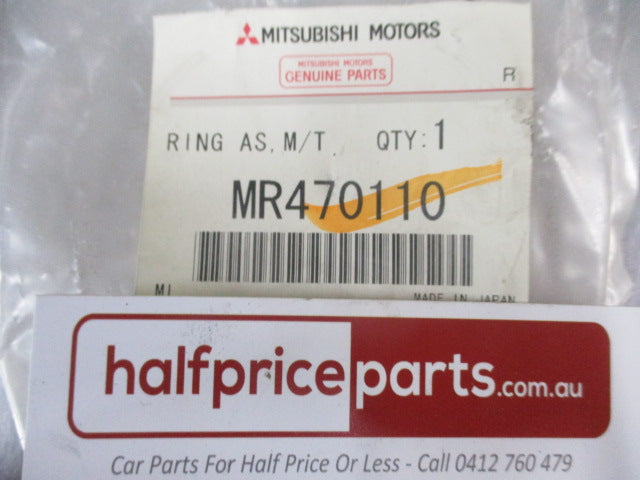 MITSUBISHI MOTORS
MITSUBISHI MOTORS
GENUINE PARTS
R
RING AS, M/T QTY:1
MR470110
MADE IN JAPAN
halfpriceparts.com.au
Car Parts For Half Price Or Less - Call 0412 760 479